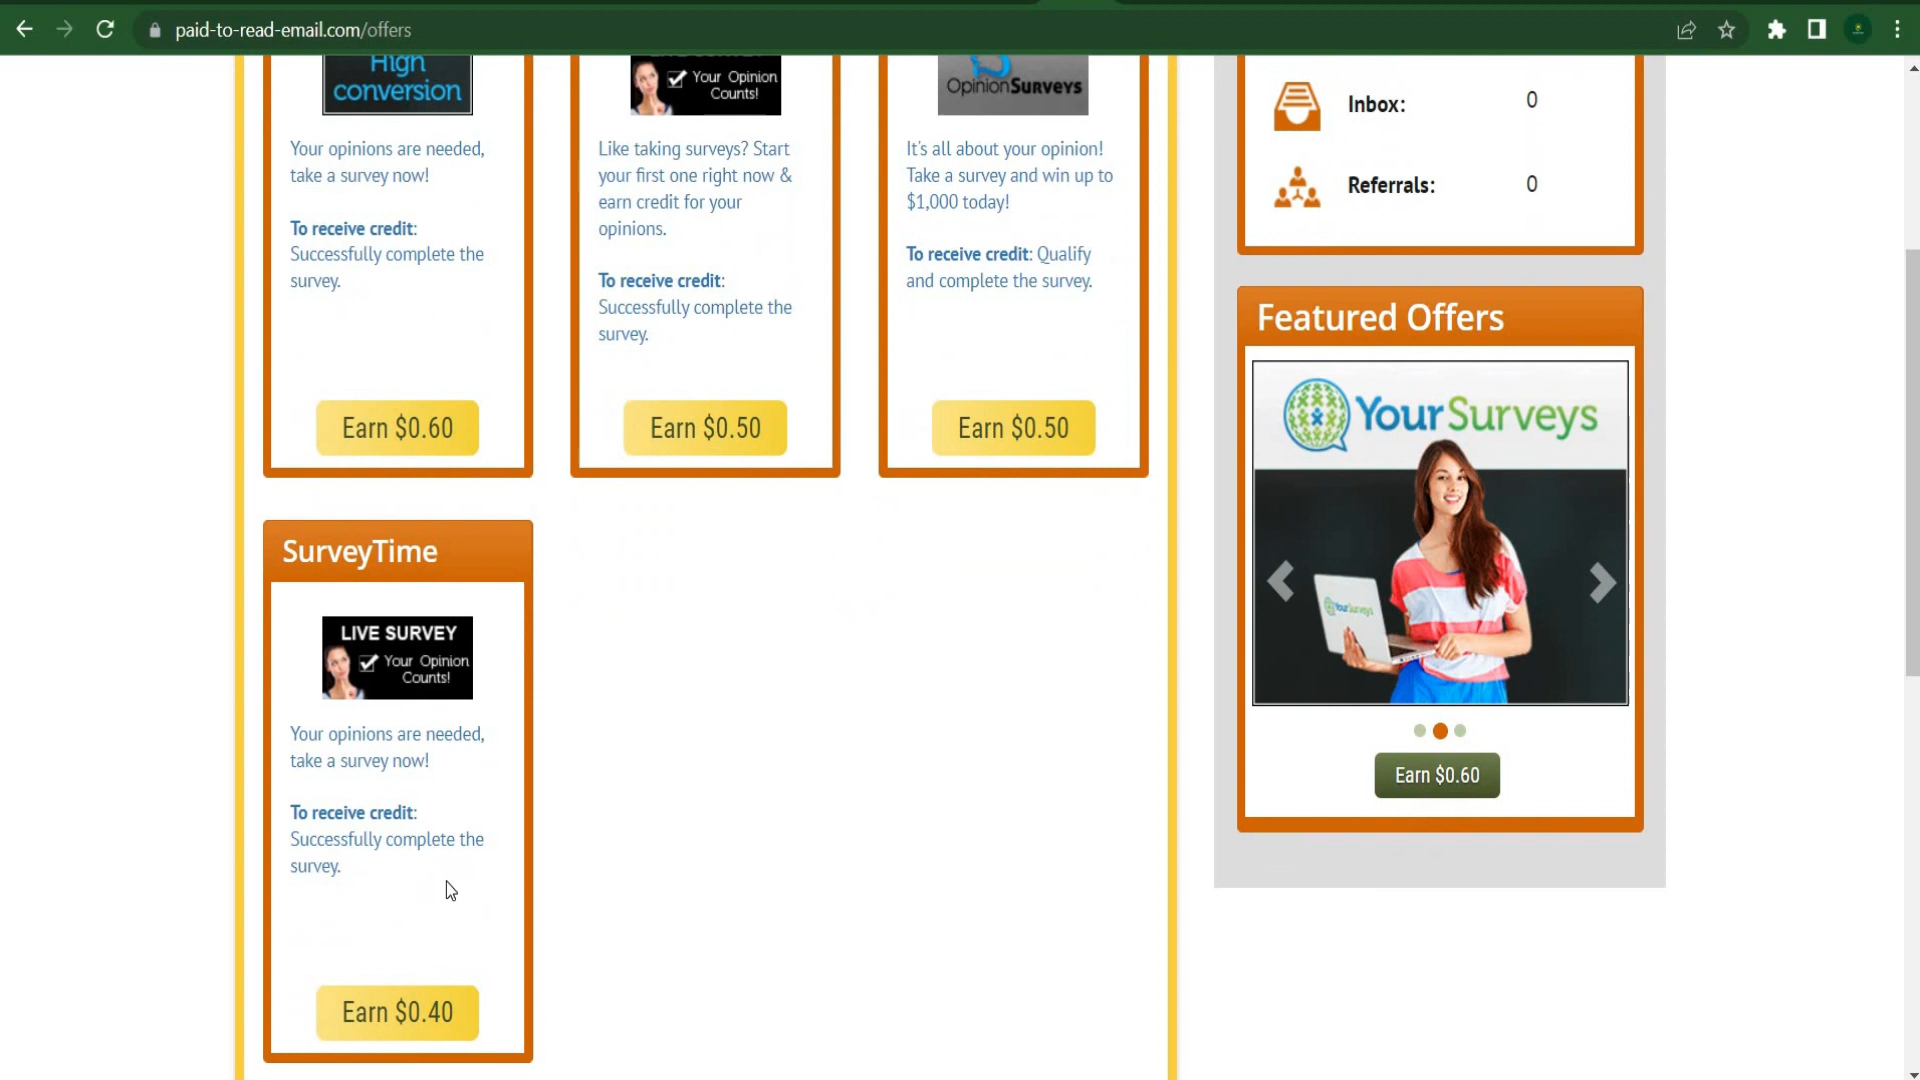 paid-to-read-email.com/offers
High
conversion
Your opinions are needed,
take a survey now!
To receive credit:
Successfully complete the
survey.
Earn $0.60
Your Opinion
Counts!
Like taking surveys? Start
your first one right now &
earn credit for your
opinions.
To receive credit:
Successfully complete the
survey.
Earn $0.50
OpinionSurveys
It's all about your opinion!
Take a survey and win up to
$1,000 today!
To receive credit: Qualify
and complete the survey.
Earn $0.50
SurveyTime
LIVE SURVEY
Your Opinion
Counts!
Your opinions are needed,
take a survey now!
To receive credit:
Successfully complete the
survey.
Earn $0.40
Inbox: 0
Referrals: 0
Featured Offers
YourSurveys
YourSurveys
Earn $0.60